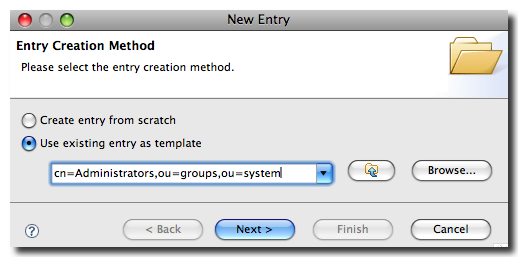 New Entry
Entry Creation Method
Please select the entry creation method.
Create entry from scratch
Use existing entry as template
cn=Administrators,ou=groups,ou=system
Browse...
?
< Back
Next >
Finish
Cancel